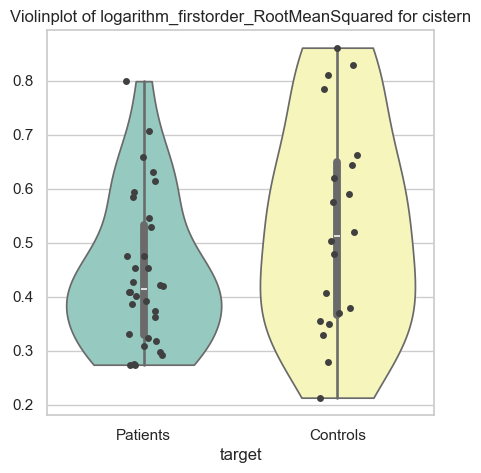 Violinplot of logarithm_firstorder_RootMeanSquared for cistern
0.8
0.7
0.6
0.5
0.4
0.3
0.2
Patients Controls
target